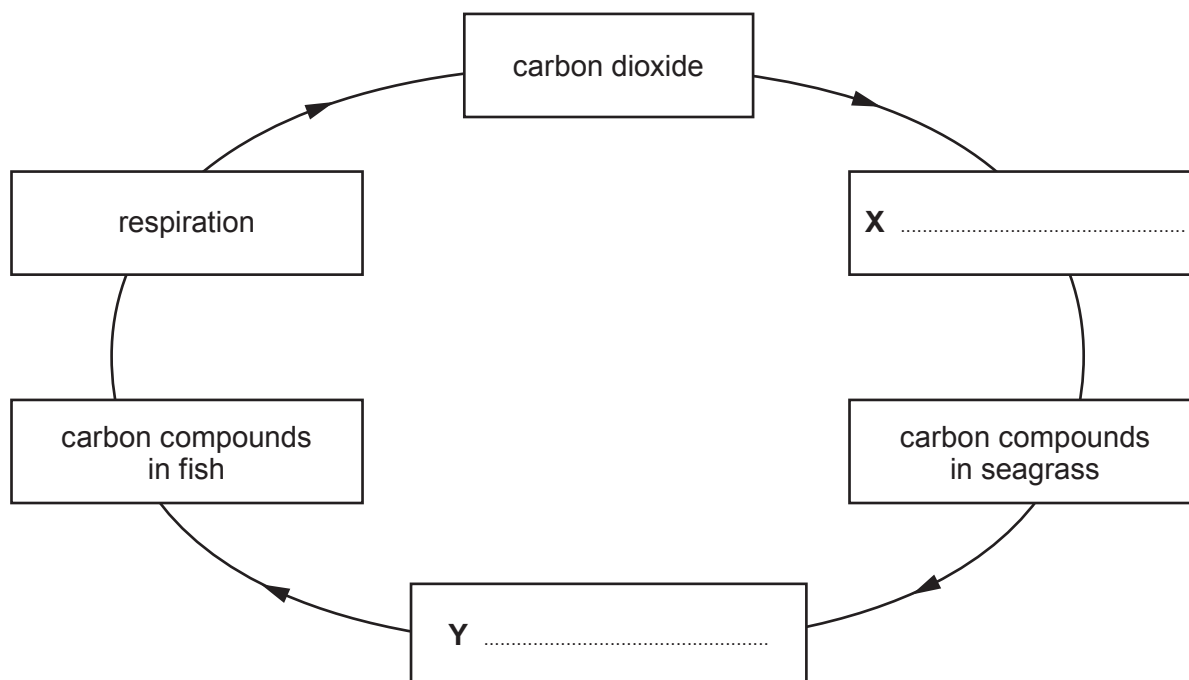 carbon dioxide
respiration
X ........................................................
carbon compounds
in fish
carbon compounds
in seagrass
Y ........................................................